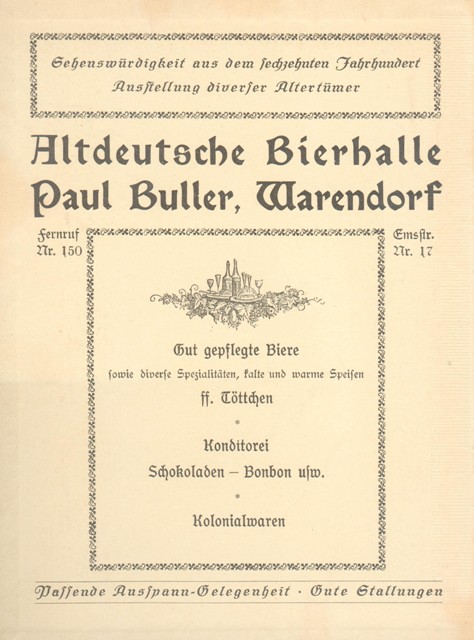 Sehenswürdigkeit aus dem sechzehnten Jahrhundert
Ausstellung diverser Altertümer
Altdeutsche Bierhalle
Paul Buller, Warendorf
Fernruf
Nr. 150
Emsstr.
Nr. 17
Gut gepflegte Biere
sowie diverse Spezialitäten, kalte und warme Speisen
ff. Töttchen
*
Konditorei
Schokoladen – Bonbon usw.
*
Kolonialwaren
Passende Ausspann-Gelegenheit · Gute Stallungen